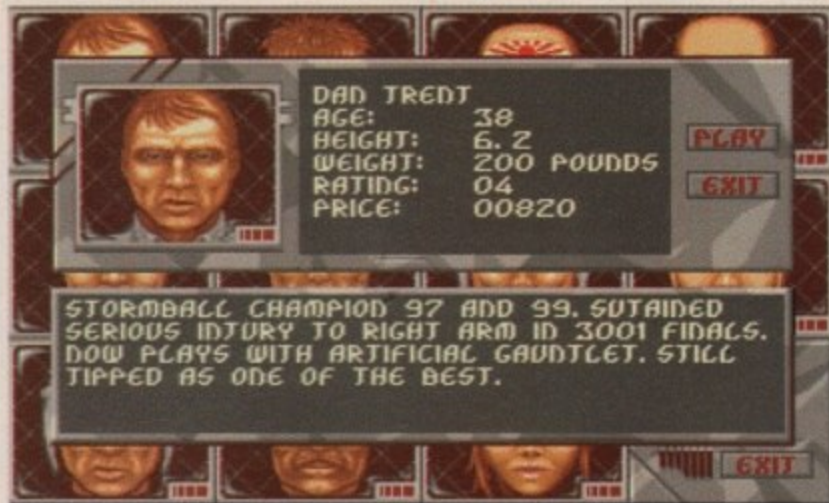 DAN TRENT
AGE: 38
HEIGHT: 6.2
WEIGHT: 200 POUNDS
RATING: 04
PRICE: 00820
PLAY
EXIT
STORMBALL CHAMPION 97 AND 99. SUTAINED
SERIOUS INJURY TO RIGHT ARM IN 3001 FINALS.
NOW PLAYS WITH ARTIFICIAL GAUNTLET. STILL
TIPPED AS ONE OF THE BEST.
EXIT